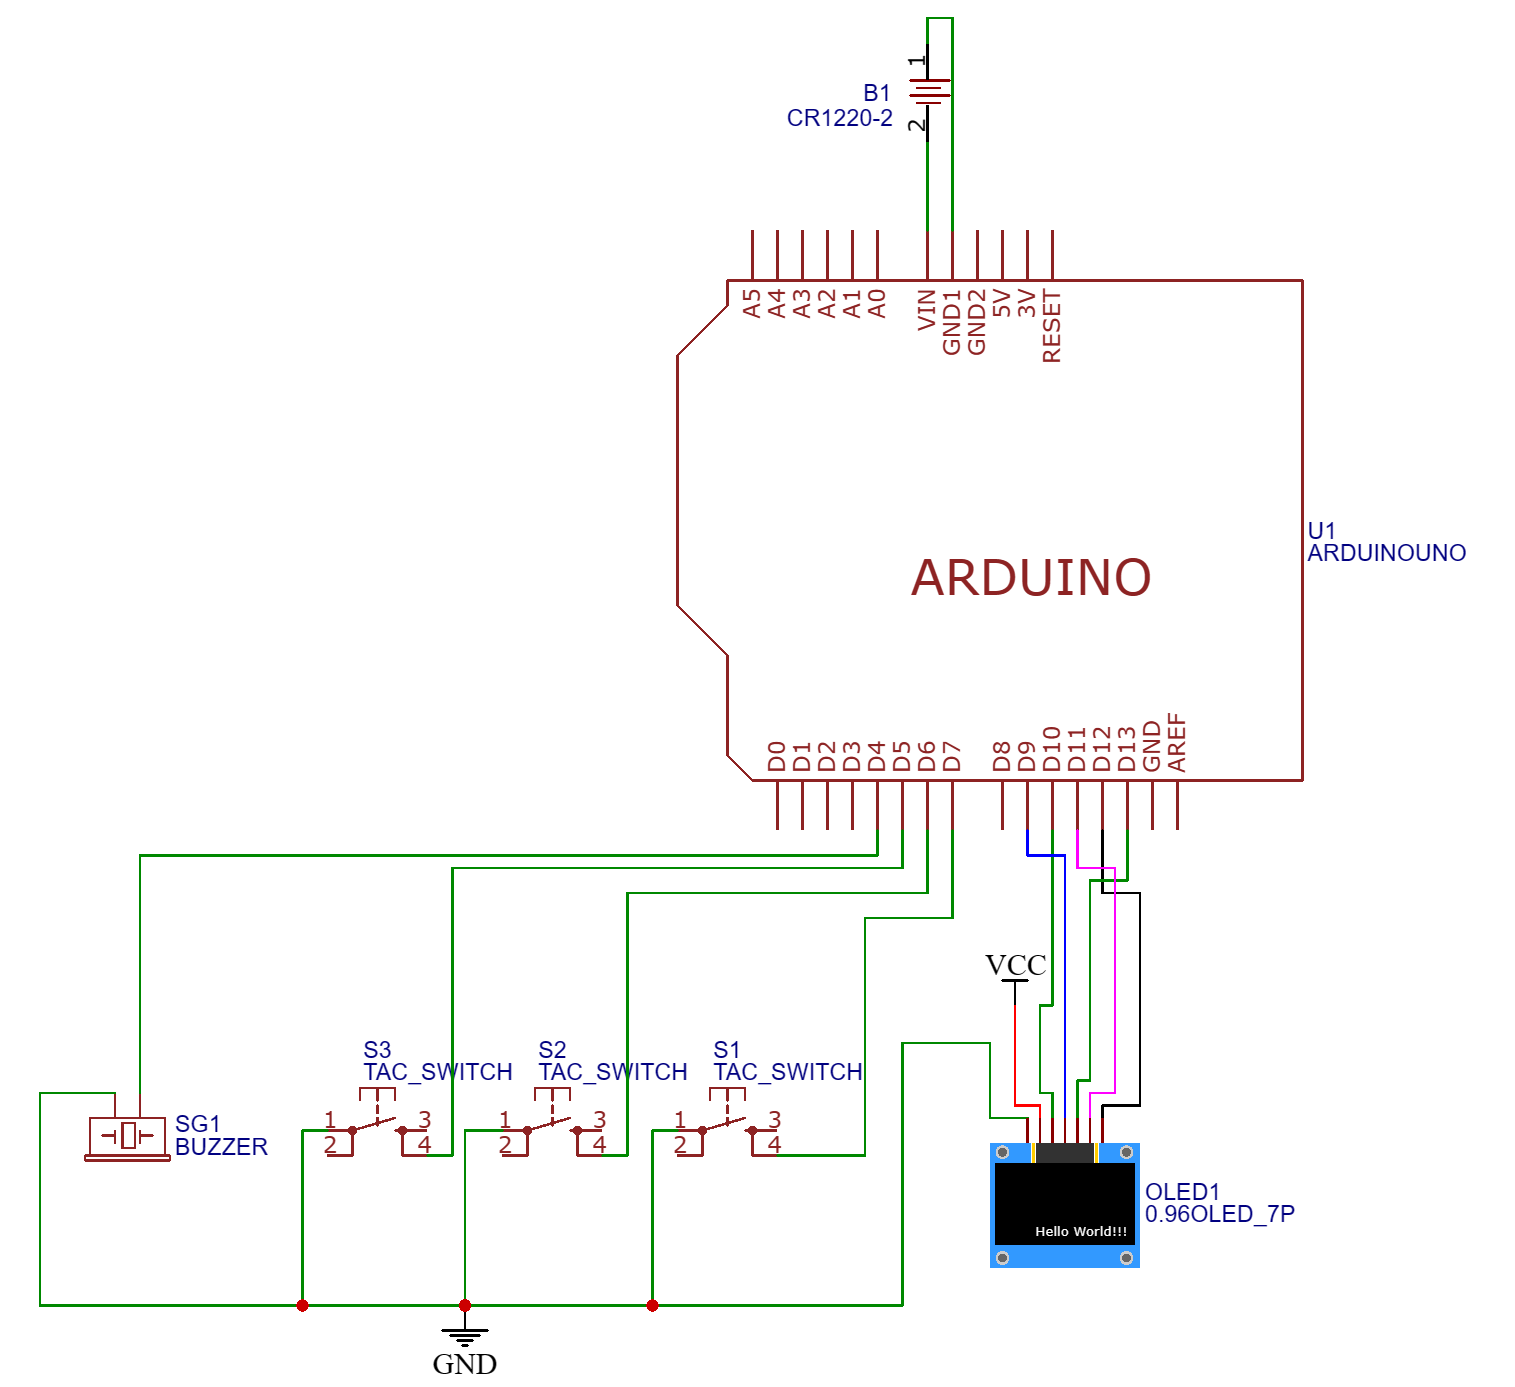 1
B1
CR1220-2
2
A5
A4
A3
A2
A1
A0
VIN
GND1
GND2
5V
3V
RESET
U1
ARDUINOUNO
ARDUINO
D0
D1
D2
D3
D4
D5
D6
D7
D8
D9
D10
D11
D12
D13
GND
AREF
VCC
S3
TAC_SWITCH
S2
TAC_SWITCH
S1
TAC_SWITCH
SG1
BUZZER
1
3
2
4
1
3
2
4
1
3
2
4
OLED1
0.96OLED_7P
Hello World!!!
GND